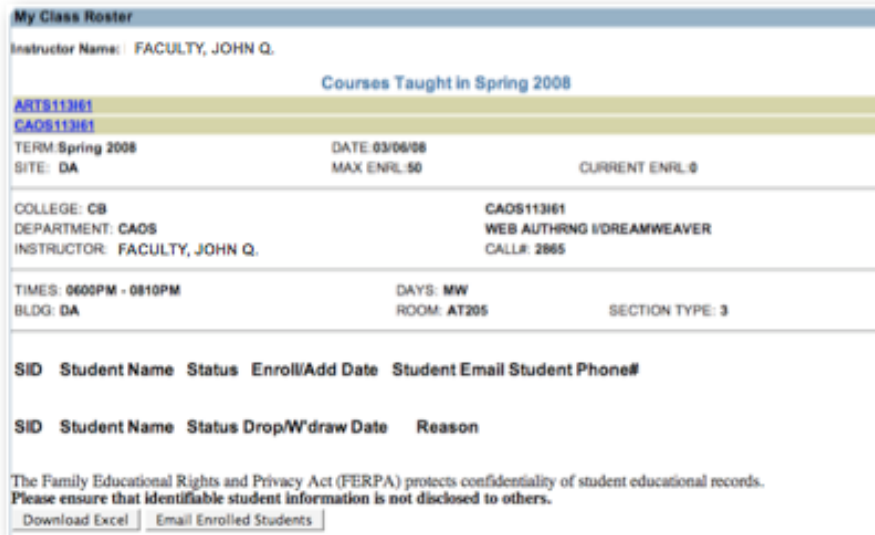 My Class Roster
Instructor Name: FACULTY, JOHN Q.
Courses Taught in Spring 2008
ARTS113I61
CAOS113I61
TERM:Spring 2008 DATE:03/06/08
SITE: DA MAX ENRL:50 CURRENT ENRL:0
COLLEGE: CB CAOS113I61
DEPARTMENT: CAOS WEB AUTHRNG I/DREAMWEAVER
INSTRUCTOR: FACULTY, JOHN Q. CALL#: 2865
TIMES: 0600PM - 0810PM DAYS: MW
BLDG: DA ROOM: AT205 SECTION TYPE: 3
SID Student Name Status Enroll/Add Date Student Email Student Phone#
SID Student Name Status Drop/W'draw Date Reason
The Family Educational Rights and Privacy Act (FERPA) protects confidentiality of student educational records.
Please ensure that identifiable student information is not disclosed to others.
Download Excel Email Enrolled Students